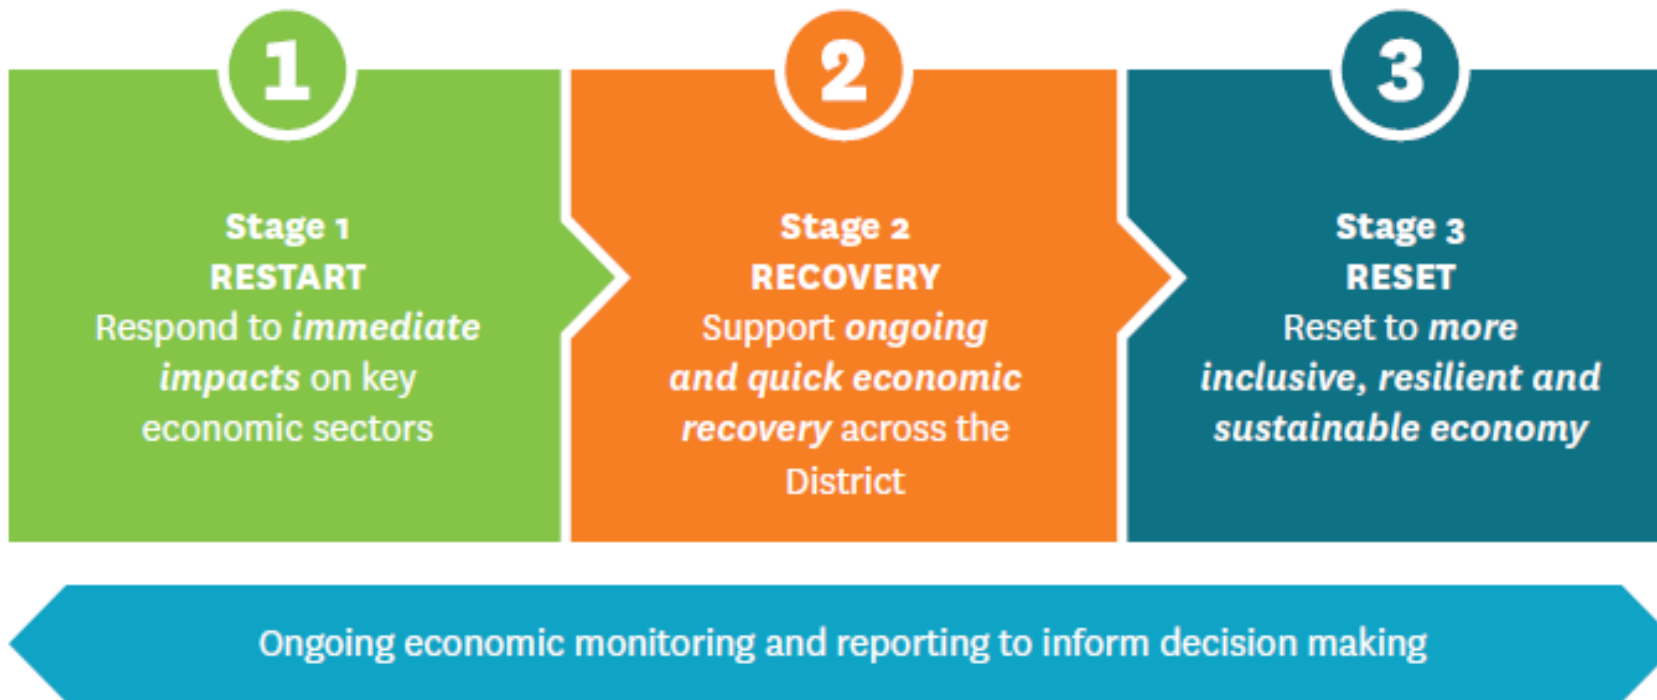 1
Stage 1
RESTART
Respond to immediate
impacts on key
economic sectors
2
Stage 2
RECOVERY
Support ongoing
and quick economic
recovery across the
District
3
Stage 3
RESET
Reset to more
inclusive, resilient and
sustainable economy
Ongoing economic monitoring and reporting to inform decision making